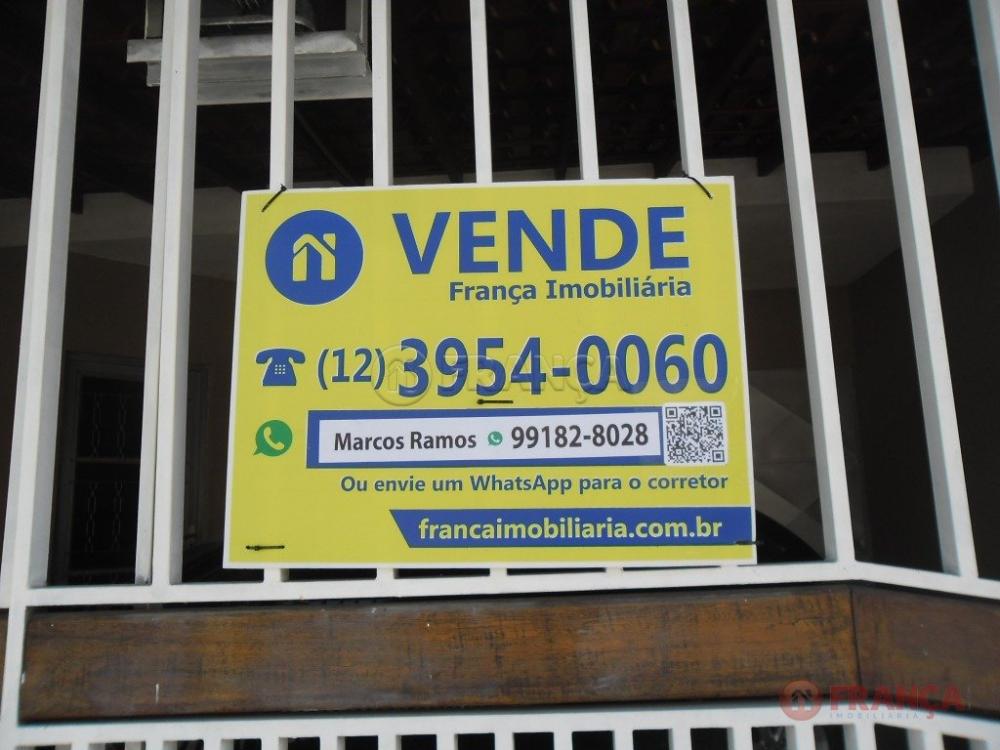 VENDE
França Imobiliária
(12) 3954-0060
FRANÇA
Marcos Ramos 99182-8028
Ou envie um WhatsApp para o corretor
francaimobiliaria.com.br
FRANÇA
IMOBILIÁRIA